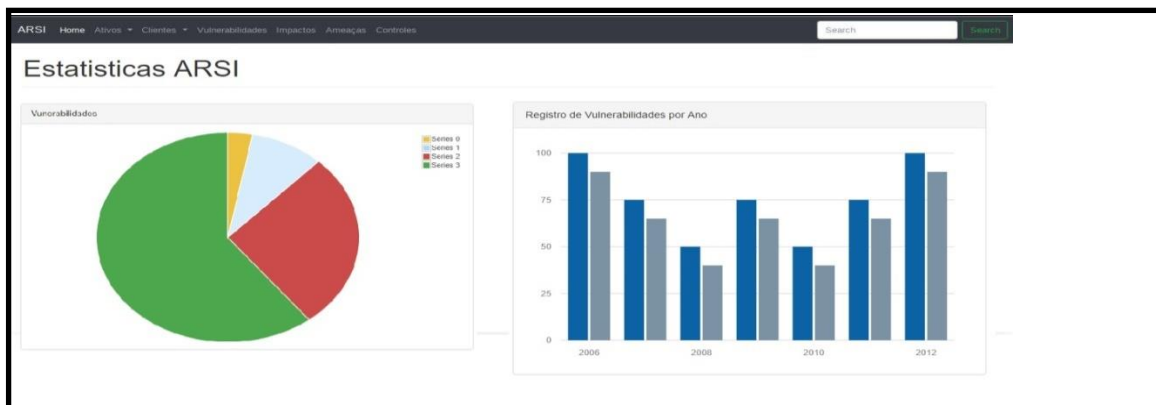 ARSI Home Ativos Clientes Vulnerabilidades Impactos Ameaças Controles Search Search
Estatisticas ARSI
Vunorabilidados
Series 0
Series 1
Series 2
Series 3
Registro de Vulnerabilidades por Ano
100
75
50
25
0
2006 2008 2010 2012